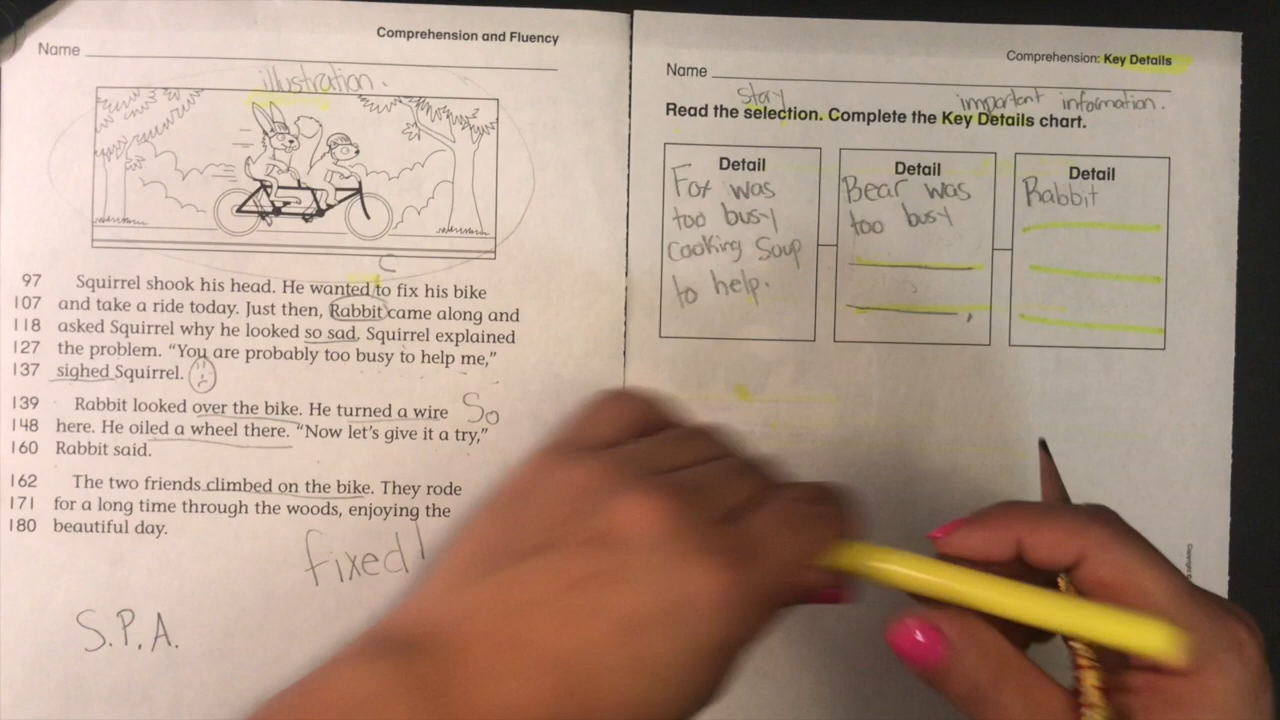 Comprehension and Fluency
Name
illustration.
97 Squirrel shook his head. He wanted to fix his bike
107 and take a ride today. Just then, Rabbit came along and
118 asked Squirrel why he looked so sad. Squirrel explained
127 the problem. “You are probably too busy to help me,”
137 sighed Squirrel.
139 Rabbit looked over the bike. He turned a wire So
148 here. He oiled a wheel there. “Now let’s give it a try,”
160 Rabbit said.
162 The two friends climbed on the bike. They rode
171 for a long time through the woods, enjoying the
180 beautiful day.
fixed!
S.P.A.
Comprehension: Key Details
Name
story important information.
Read the selection. Complete the Key Details chart.
Detail
Fox was
too busy
cooking soup
to help.
Detail
Bear was
too busy
Detail
Rabbit